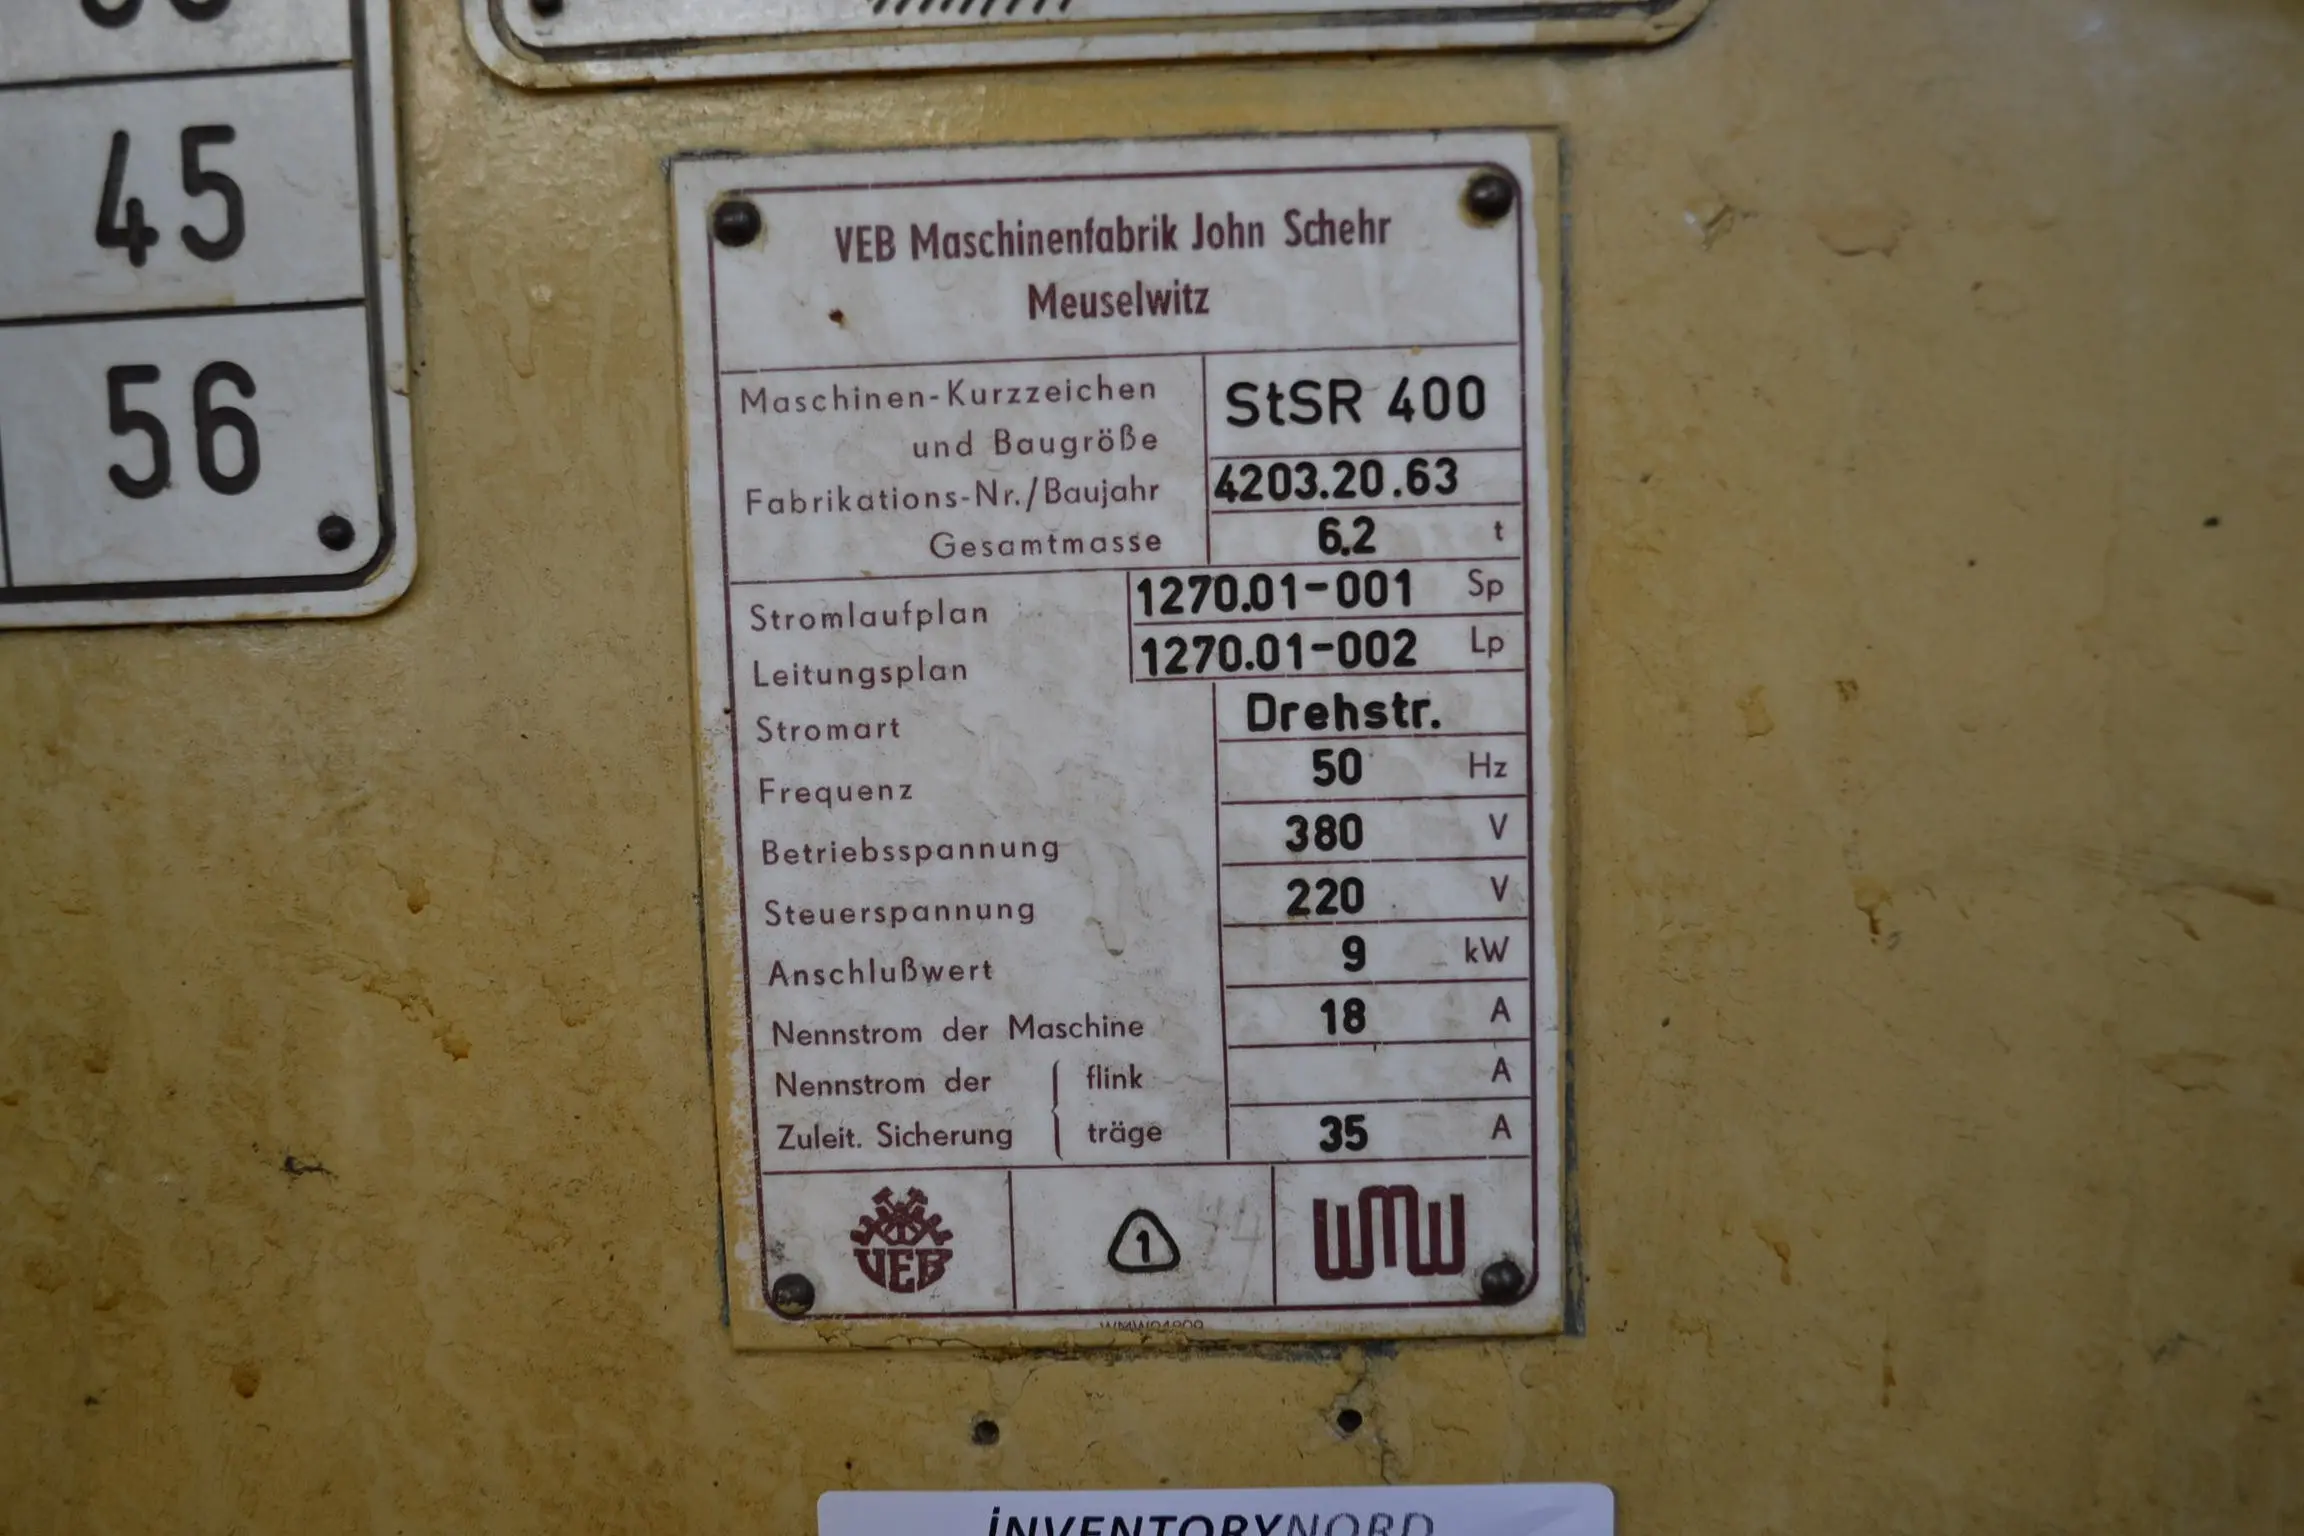 45
56
VEB Maschinenfabrik John Schehr
Meuselwitz
Maschinen-Kurzzeichen
und Baugröße
StSR 400
Fabrikations-Nr./Baujahr 4203.20.63
Gesamtmasse 6.2 t
Stromlaufplan 1270.01-001 Sp
Leitungsplan 1270.01-002 Lp
Stromart Drehstr.
Frequenz 50 Hz
Betriebsspannung 380 V
Steuerspannung 220 V
Anschlußwert 9 kW
Nennstrom der Maschine 18 A
Nennstrom der flink A
Zuleit. Sicherung träge 35 A
VEB 1 WMW
INVENTORYNORD